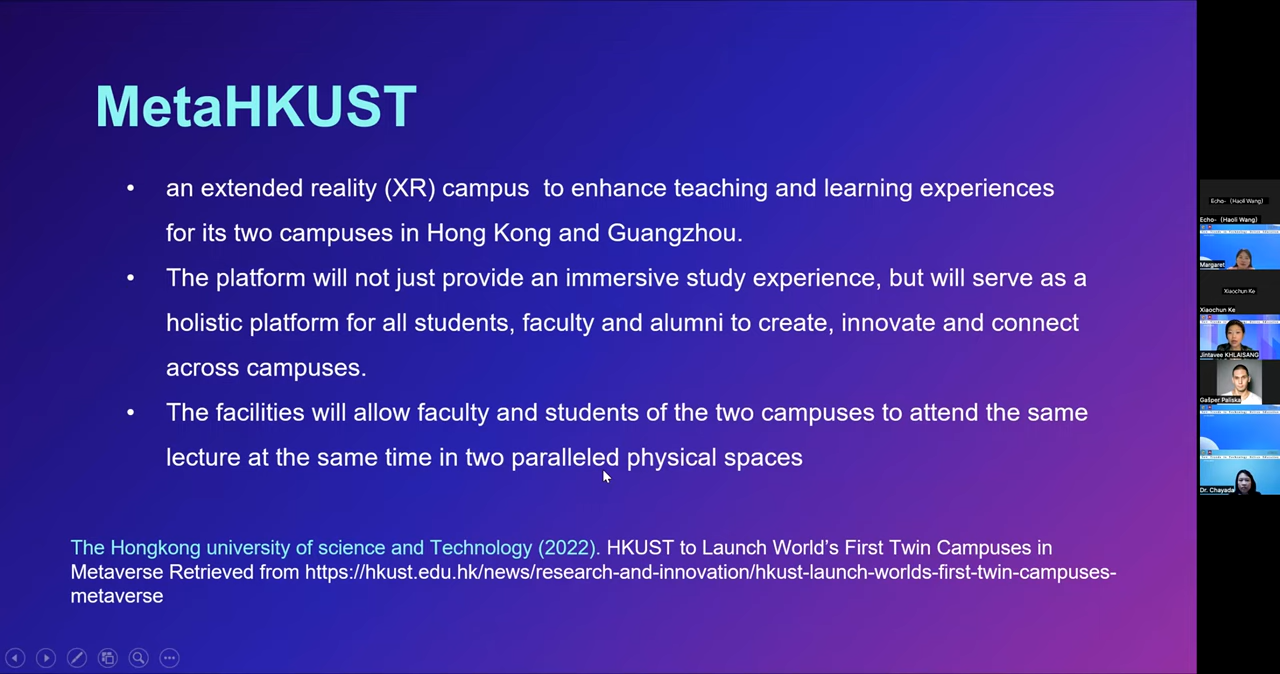 MetaHKUST
• an extended reality (XR) campus to enhance teaching and learning experiences
for its two campuses in Hong Kong and Guangzhou.
• The platform will not just provide an immersive study experience, but will serve as a
holistic platform for all students, faculty and alumni to create, innovate and connect
across campuses.
• The facilities will allow faculty and students of the two campuses to attend the same
lecture at the same time in two paralleled physical spaces
The Hongkong university of science and Technology (2022). HKUST to Launch World’s First Twin Campuses in
Metaverse Retrieved from https://hkust.edu.hk/news/research-and-innovation/hkust-launch-worlds-first-twin-campuses-
metaverse
Echo-（Haoli Wang）
Echo-（Haoli Wang）
Margaret
Xiaochun Ke
Xiaochun Ke
Jintavee KHLAISANG
Gašper Paliska
Dr. Chayada